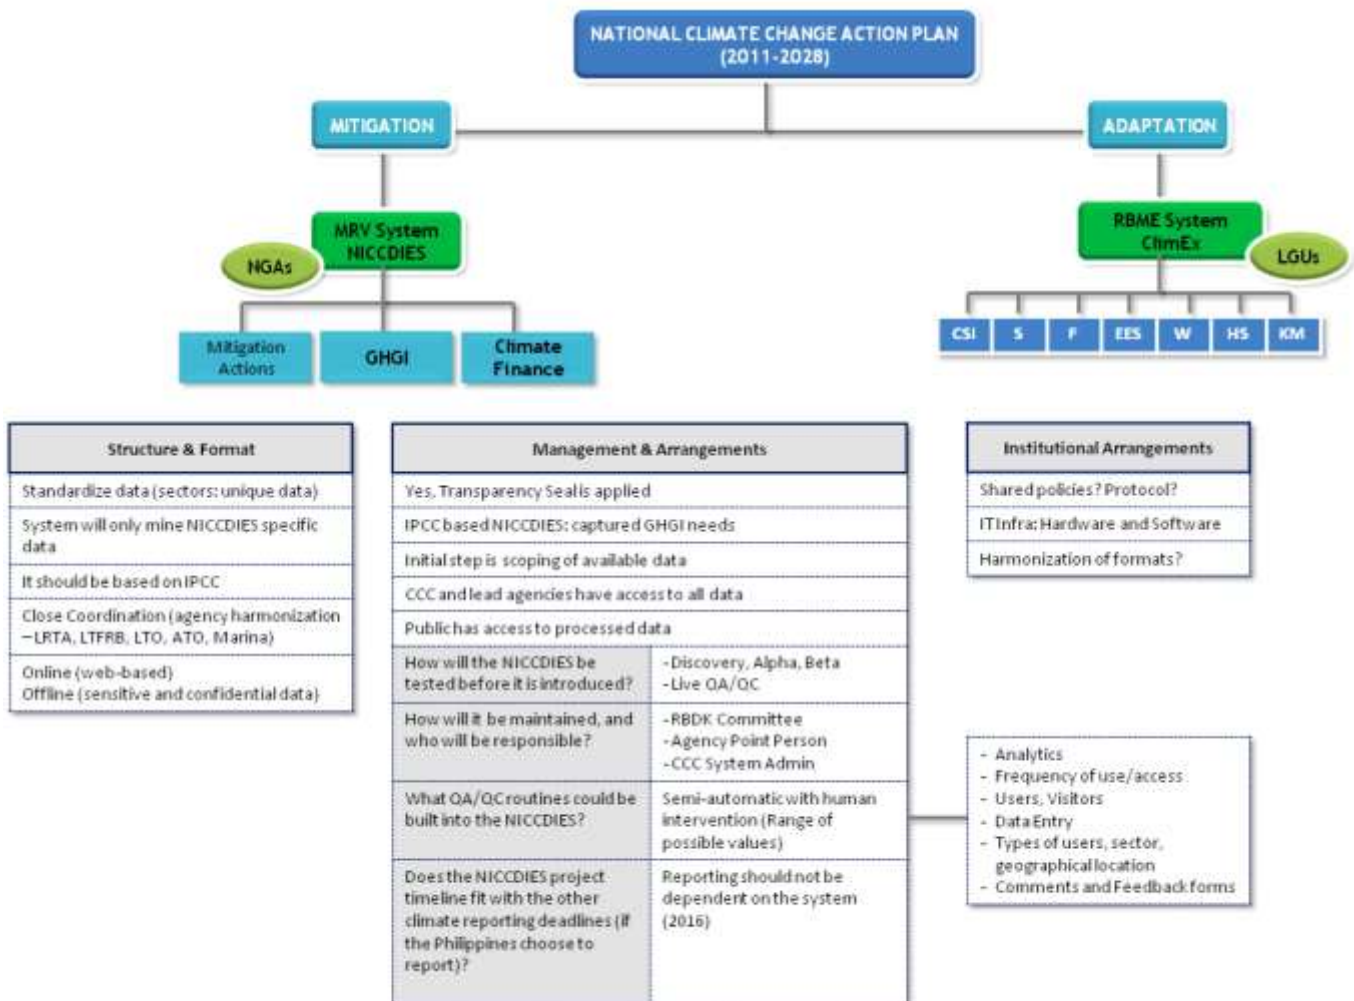 NATIONAL CLIMATE CHANGE ACTION PLAN
(2011-2028)
MITIGATION
ADAPTATION
MRV System
NICCDIES
NGAs
RBME System
ClimEx
LGUs
Mitigation
Actions
GHGI
Climate
Finance
CSI
S
F
EES
W
HS
KM
Structure & Format
Standardize data (sectors: unique data)
System will only mine NICCDIES specific
data
It should be based on IPCC
Close Coordination (agency harmonization
–LRTA, LTFRB, LTO, ATO, Marina)
Online (web-based)
Offline (sensitive and confidential data)
Management & Arrangements
Yes, Transparency Seal is applied
IPCC based NICCDIES: captured GHGI needs
Initial step is scoping of available data
CCC and lead agencies have access to all data
Public has access to processed data
How will the NICCDIES be
tested before it is introduced?
-Discovery, Alpha, Beta
-Live QA/QC
How will it be maintained, and
who will be responsible?
-RBDK Committee
-Agency Point Person
-CCC System Admin
What QA/QC routines could be
built into the NICCDIES?
Semi-automatic with human
intervention (Range of
possible values)
Does the NICCDIES project
timeline fit with the other
climate reporting deadlines (if
the Philippines choose to
report)?
Reporting should not be
dependent on the system
(2016)
Institutional Arrangements
Shared policies? Protocol?
IT Infra: Hardware and Software
Harmonization of formats?
- Analytics
- Frequency of use/access
- Users, Visitors
- Data Entry
- Types of users, sector,
geographical location
- Comments and Feedback forms